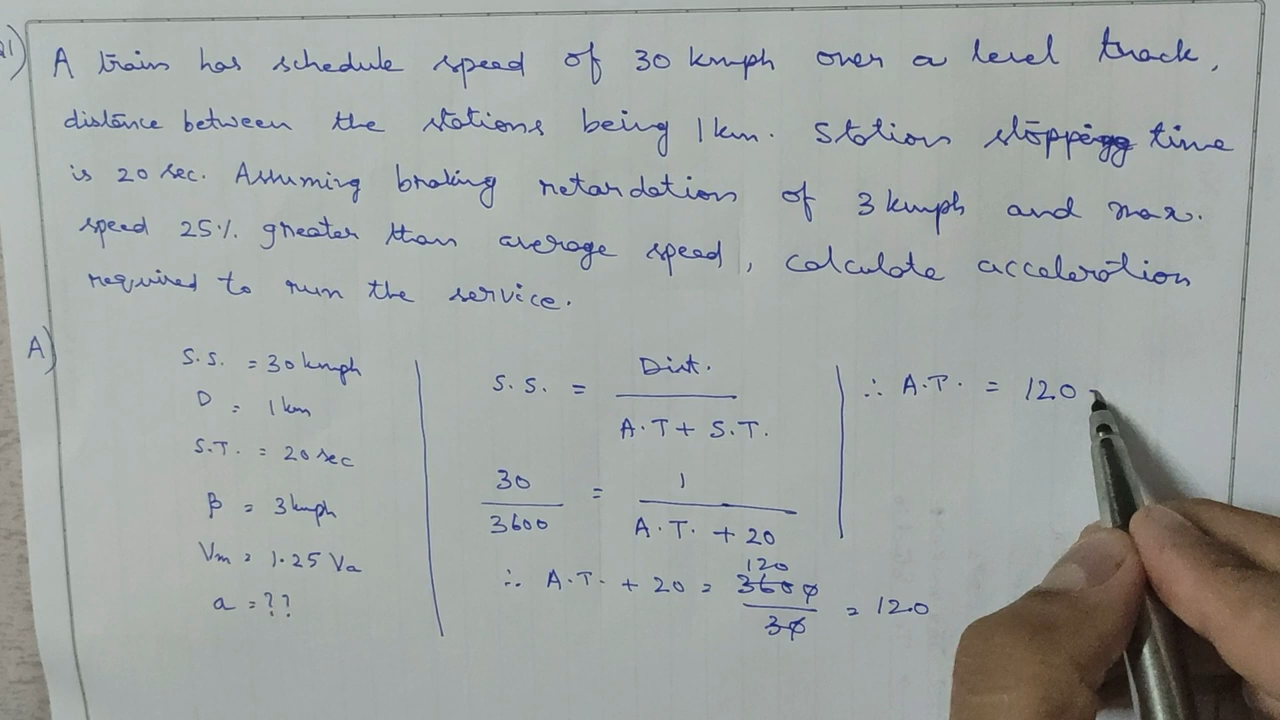 Q1) A train has schedule speed of 30 kmph over a level track,
distance between the stations being 1 km. Station stopping time
is 20 sec. Assuming braking retardation of 3 kmph and max.
speed 25% greater than average speed, calculate acceleration
required to run the service.
A)
S.S. = 30 kmph
D = 1 km
S.T. = 20 sec
β = 3 kmph
Vm = 1.25 Va
a = ??
S.S. = Dist.
A.T + S.T.
30 = 1
3600 A.T. + 20
∴ A.T. + 20 = 3600 = 120
120
30
∴ A.T. = 120